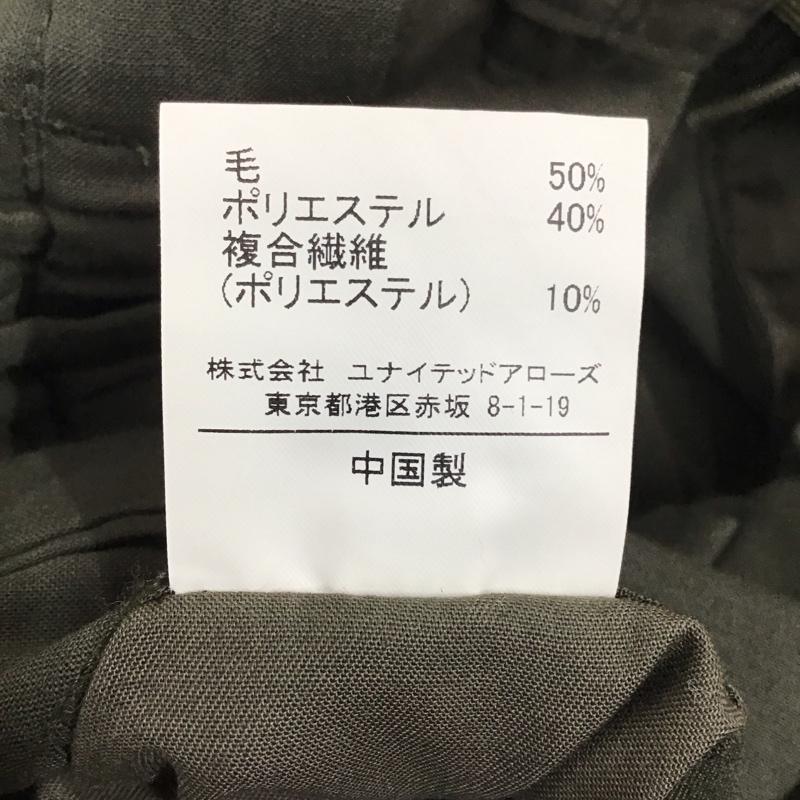 毛 50%
ポリエステル 40%
複合繊維
(ポリエステル) 10%
株式会社 ユナイテッドアローズ
東京都港区赤坂 8-1-19
中国製